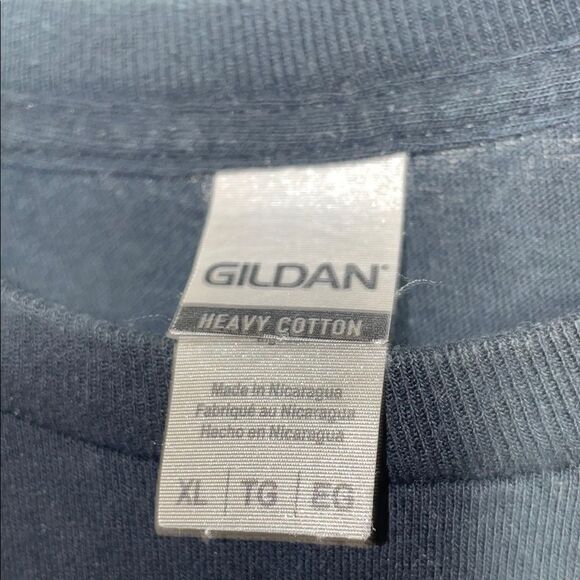 GILDAN®
HEAVY COTTON
Made in Nicaragua
Fabriqué au Nicaragua
Hecho en Nicaragua
XL | TG | EG